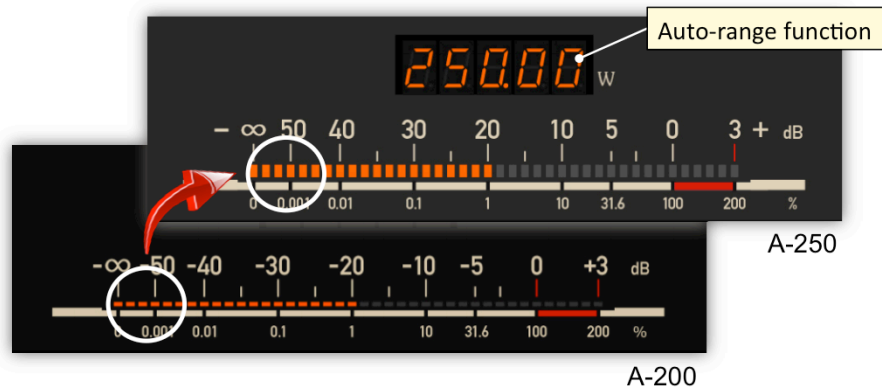 Auto-range function
250.00 W
- ∞ 50 40 30 20 10 5 0 3 + dB
0 0.001 0.01 0.1 1 10 31.6 100 200 %
A-250
-∞ -50 -40 -30 -20 -10 -5 0 +3 dB
0 0.001 0.01 0.1 1 10 31.6 100 200 %
A-200